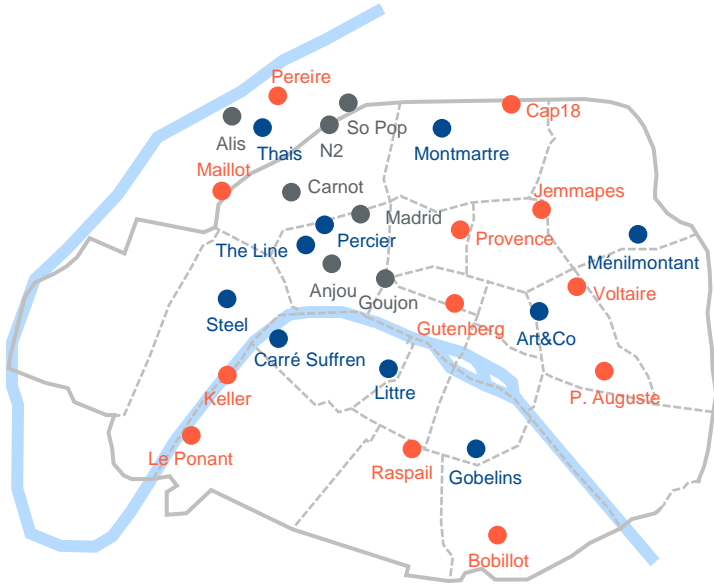 Pereire
So Pop
Cap18
Alis
Thais
N2
Montmartre
Maillot
Carnot
Jemmapes
Madrid
Percier
Provence
The Line
Ménilmontant
Anjou
Goujon
Voltaire
Steel
Gutenberg
Art&Co
Carré Suffren
Littre
Keller
P. Auguste
Le Ponant
Raspail
Gobelins
Bobillot